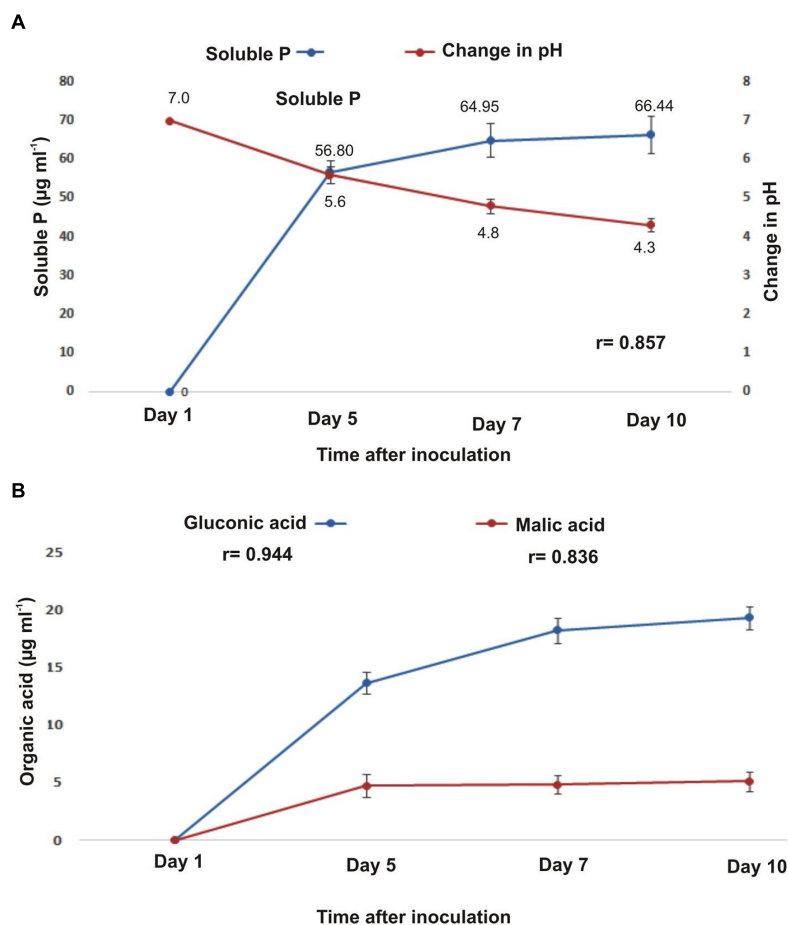 A
Soluble P
Change in pH
Soluble P
Soluble P (µg ml⁻¹)
80
70
60
50
40
30
20
10
0
7.0
56.80
5.6
64.95
4.8
66.44
4.3
0
r= 0.857
8
7
6
5
4
3
2
1
0
Change in pH
Day 1
Day 5
Day 7
Day 10
Time after inoculation
B
Gluconic acid
Malic acid
r= 0.944
r= 0.836
Organic acid (µg ml⁻¹)
25
20
15
10
5
0
Day 1
Day 5
Day 7
Day 10
Time after inoculation